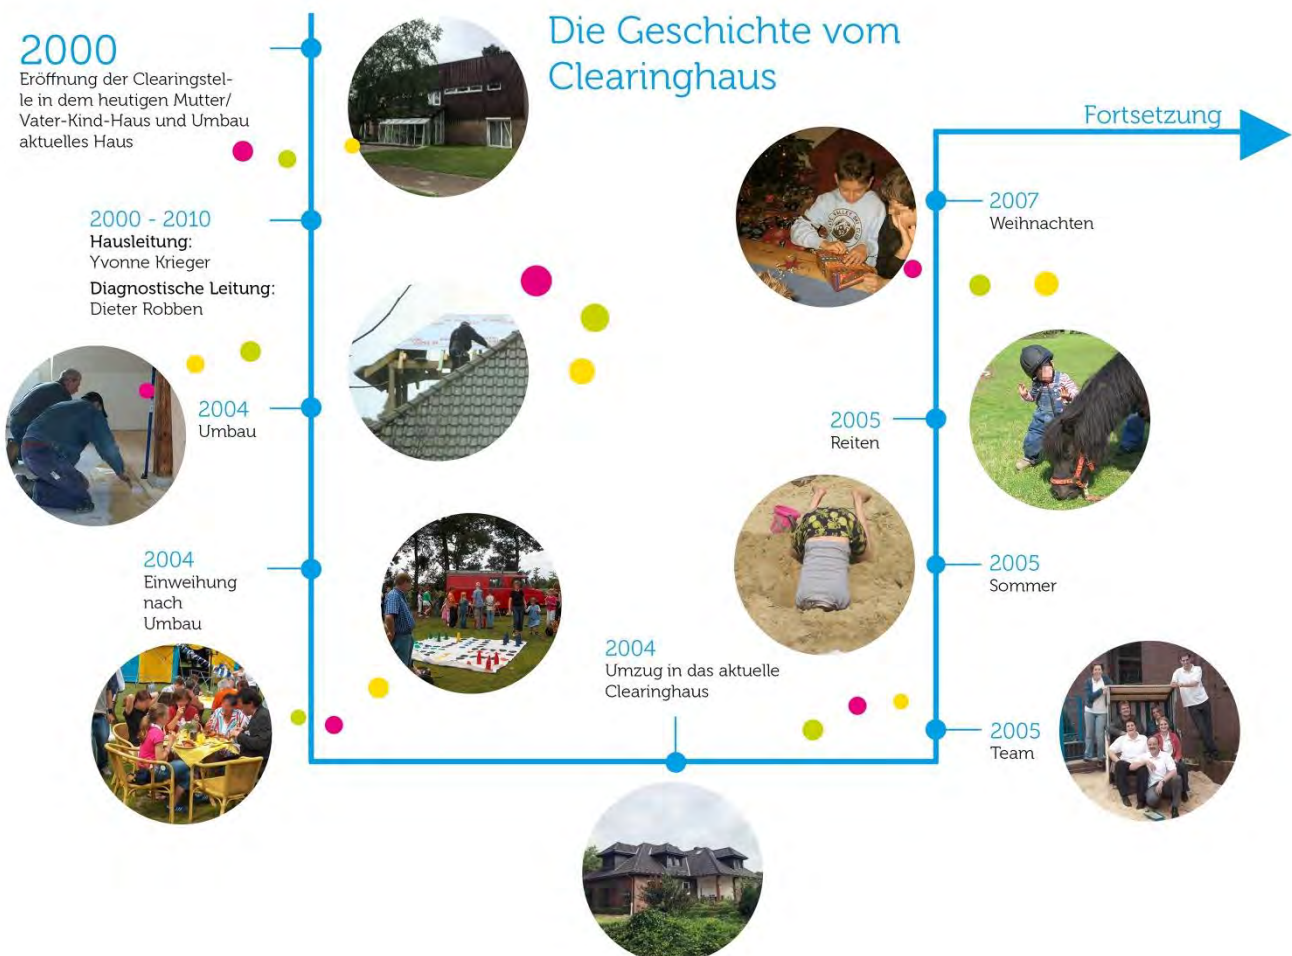 Die Geschichte vom
Clearinghaus
2000
Eröffnung der Clearingstel-
le in dem heutigen Mutter/
Vater-Kind-Haus und Umbau
aktuelles Haus
2000 - 2010
Hausleitung:
Yvonne Krieger
Diagnostische Leitung:
Dieter Robben
2004
Umbau
2004
Einweihung
nach
Umbau
2004
Umzug in das aktuelle
Clearinghaus
2005
Team
2005
Sommer
2005
Reiten
2007
Weihnachten
Fortsetzung